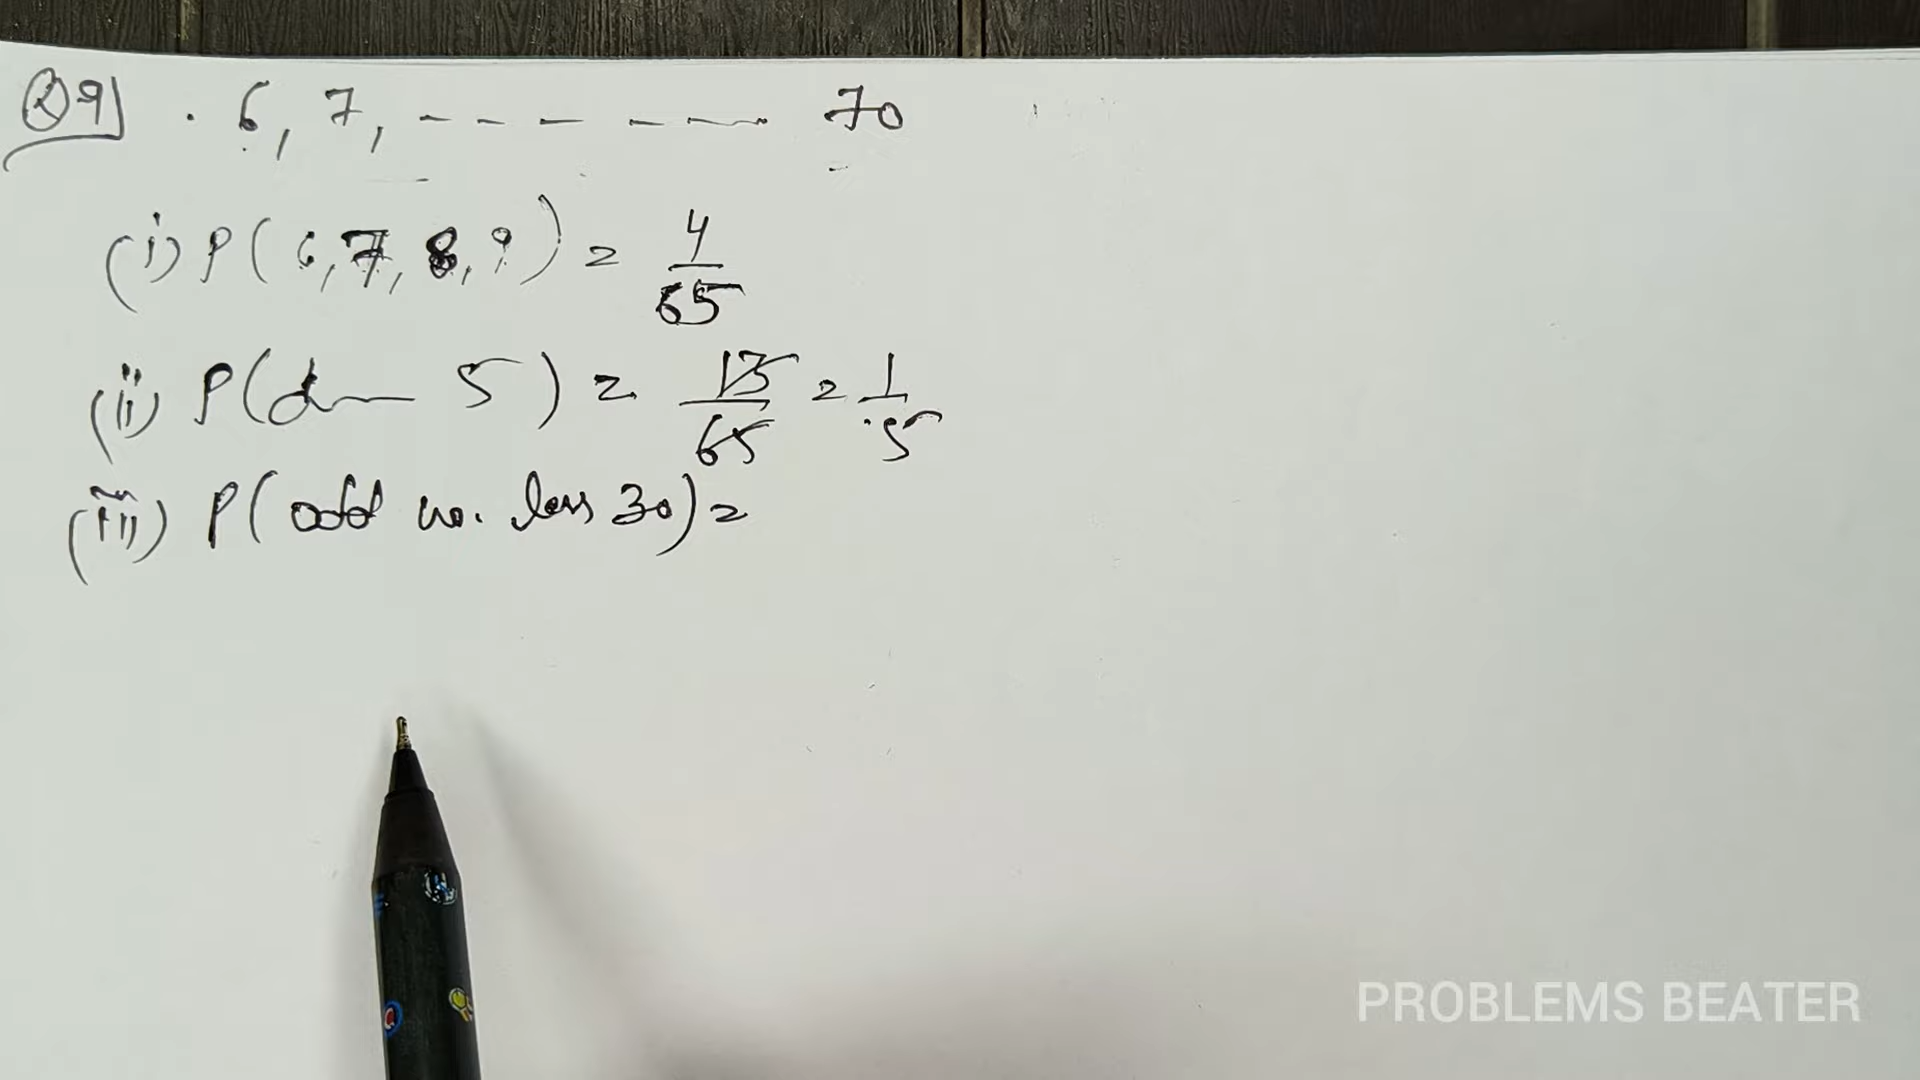 Q9 . 6, 7, - - - - - - 70
(i) P(6, 7, 8, 9) = 4/65
(ii) P(d— 5) = 13/65 = 1/5
(iii) P(odd no. less 30) =
PROBLEMS BEATER